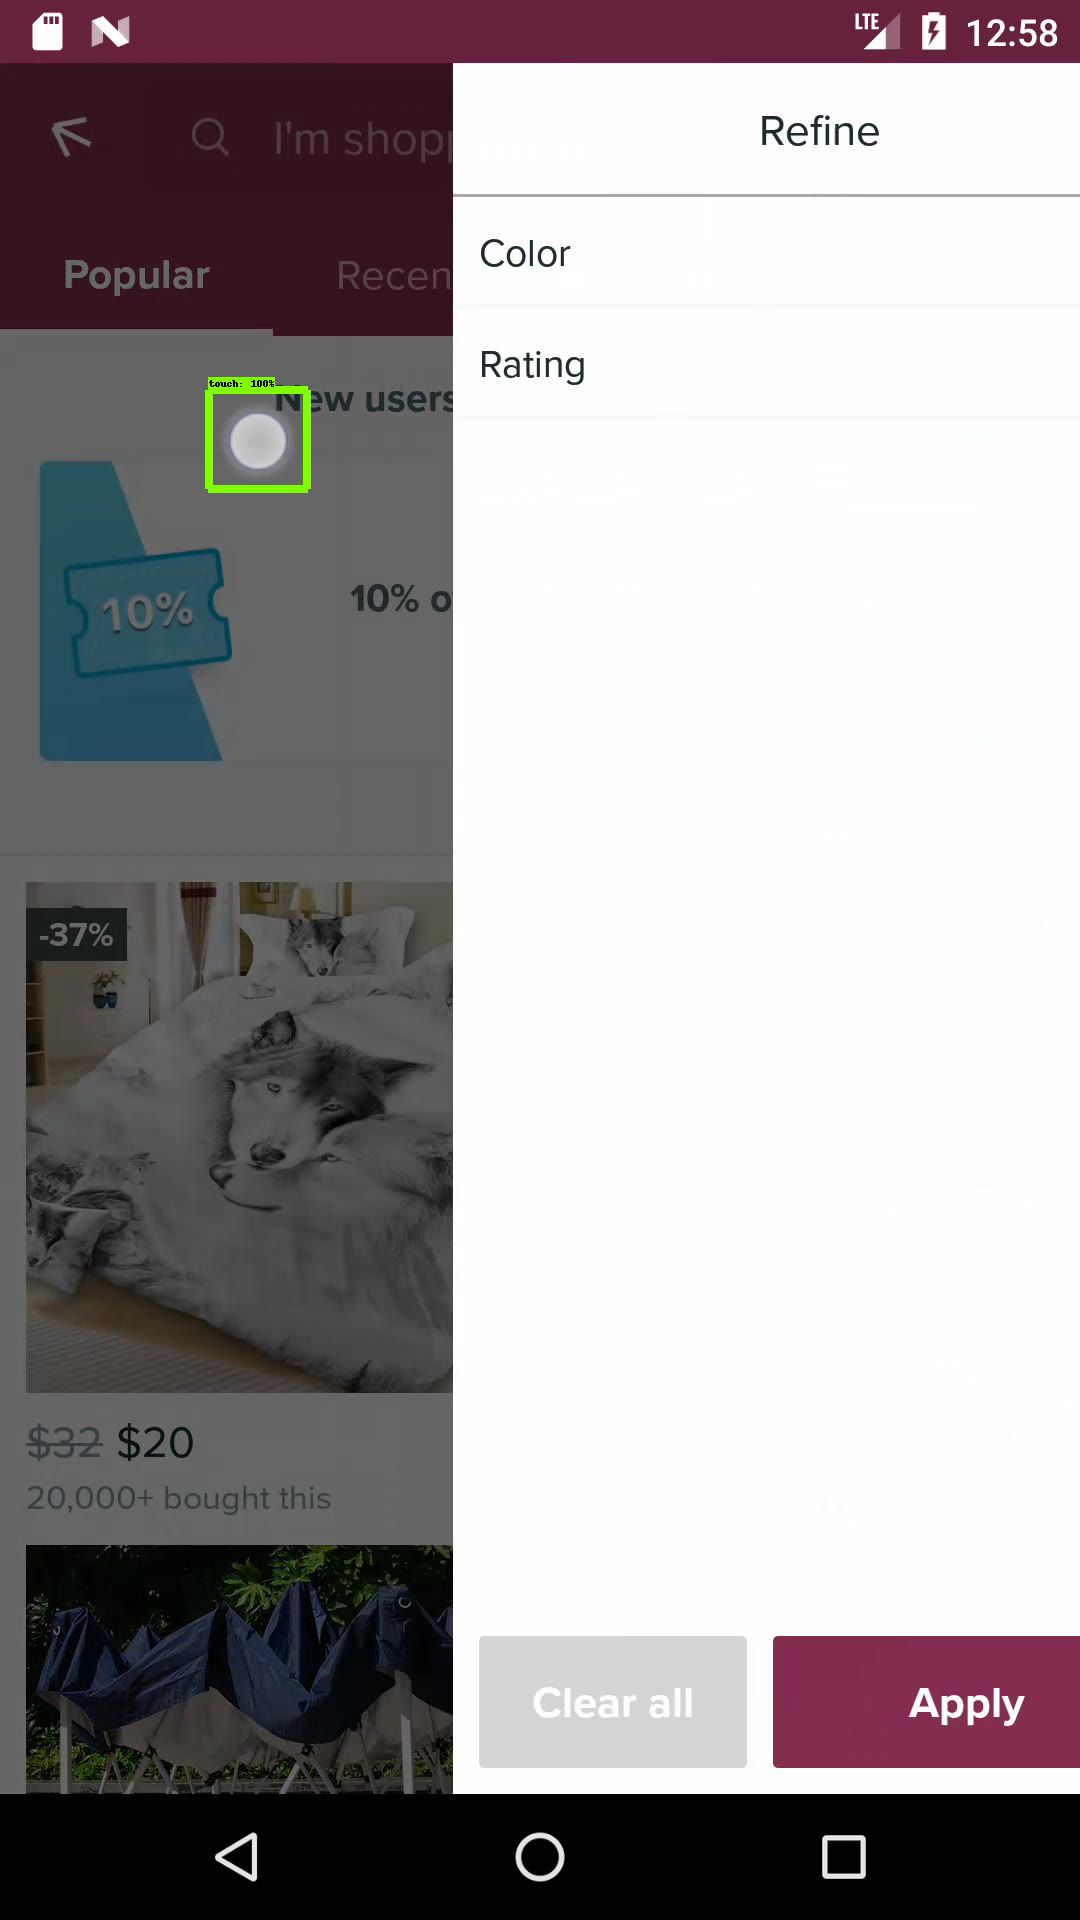 LTE 12:58
I'm shopp
Refine
Popular
Recen
Color
Rating
touch: 100%
New users
10%
10% o
-37%
$32 $20
20,000+ bought this
Clear all
Apply